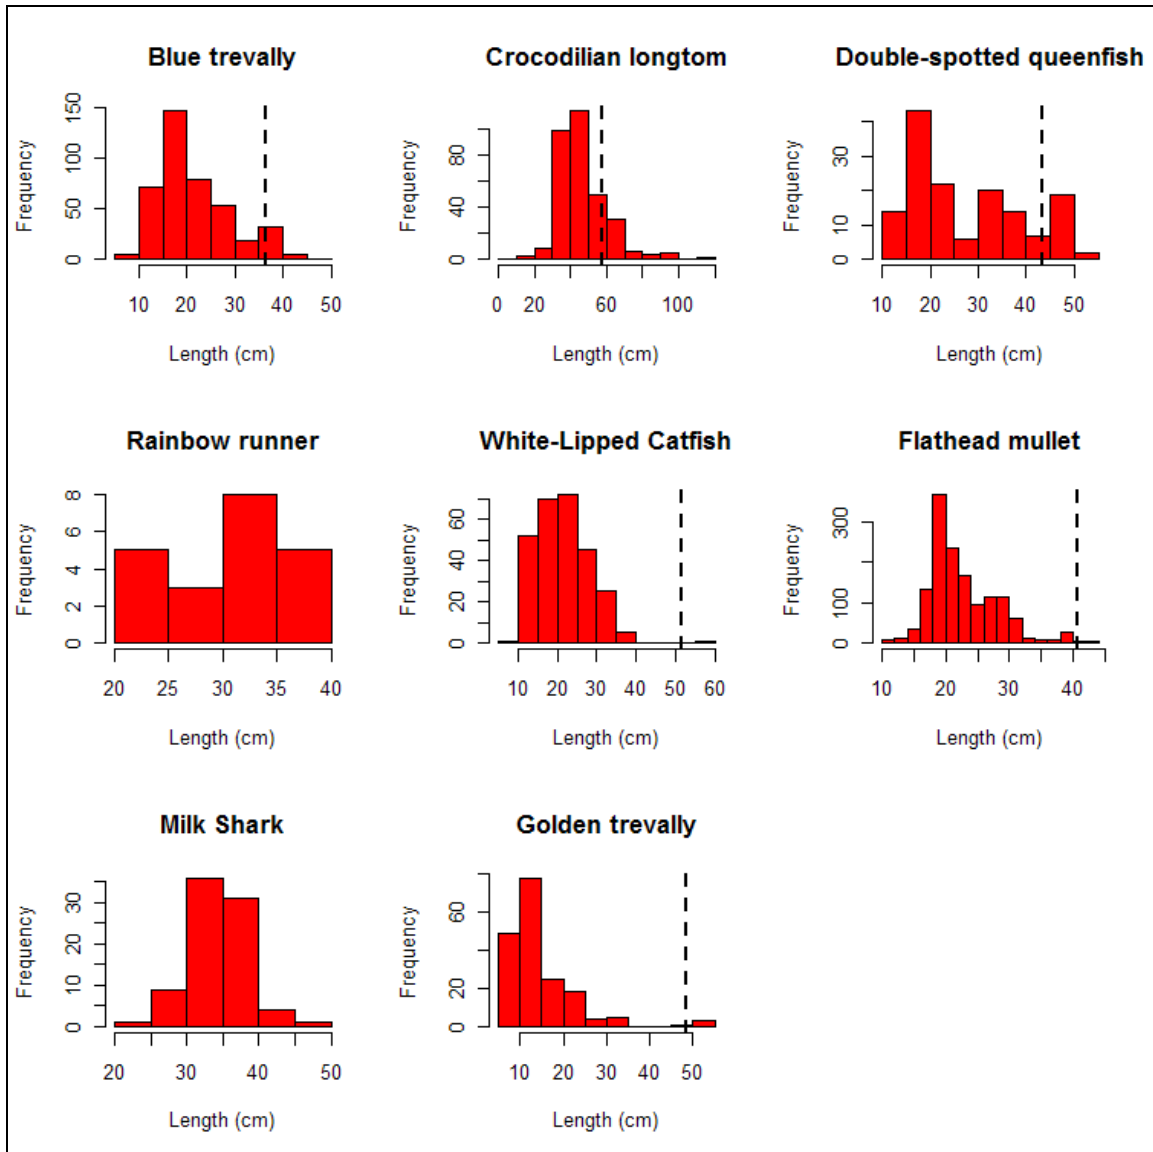 Blue trevally
Frequency
0 50 100 150
10 20 30 40 50
Length (cm)
Crocodilian longtom
Frequency
0 40 80
0 20 60 100
Length (cm)
Double-spotted queenfish
Frequency
0 10 30
10 20 30 40 50
Length (cm)
Rainbow runner
Frequency
0 2 4 6 8
20 25 30 35 40
Length (cm)
White-Lipped Catfish
Frequency
0 20 40 60
10 20 30 40 50 60
Length (cm)
Flathead mullet
Frequency
0 100 300
10 20 30 40
Length (cm)
Milk Shark
Frequency
0 10 20 30
20 30 40 50
Length (cm)
Golden trevally
Frequency
0 20 60
10 20 30 40 50
Length (cm)